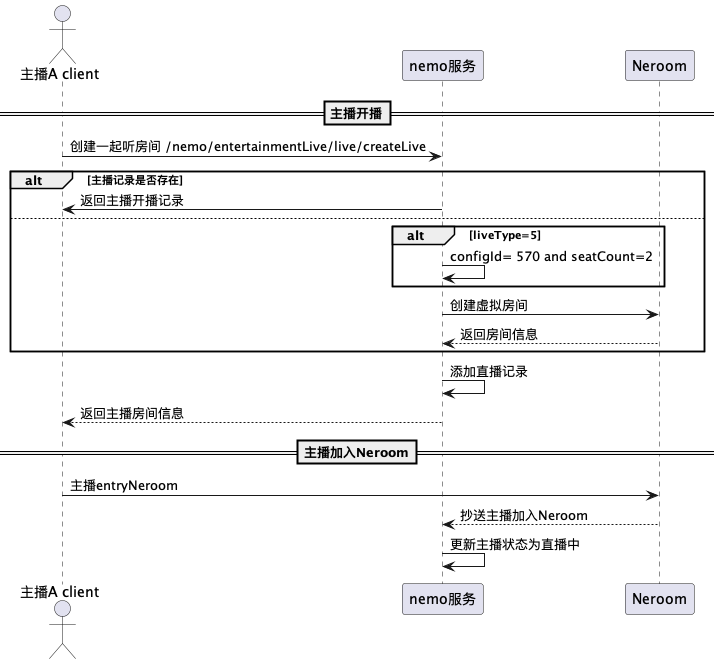 主播A client
nemo服务
Neroom
主播开播
创建一起听房间 /nemo/entertainmentLive/live/createLive
alt
[主播记录是否存在]
返回主播开播记录
alt
[liveType=5]
configId= 570 and seatCount=2
创建虚拟房间
返回房间信息
添加直播记录
返回主播房间信息
主播加入Neroom
主播entryNeroom
抄送主播加入Neroom
更新主播状态为直播中
主播A client
nemo服务
Neroom